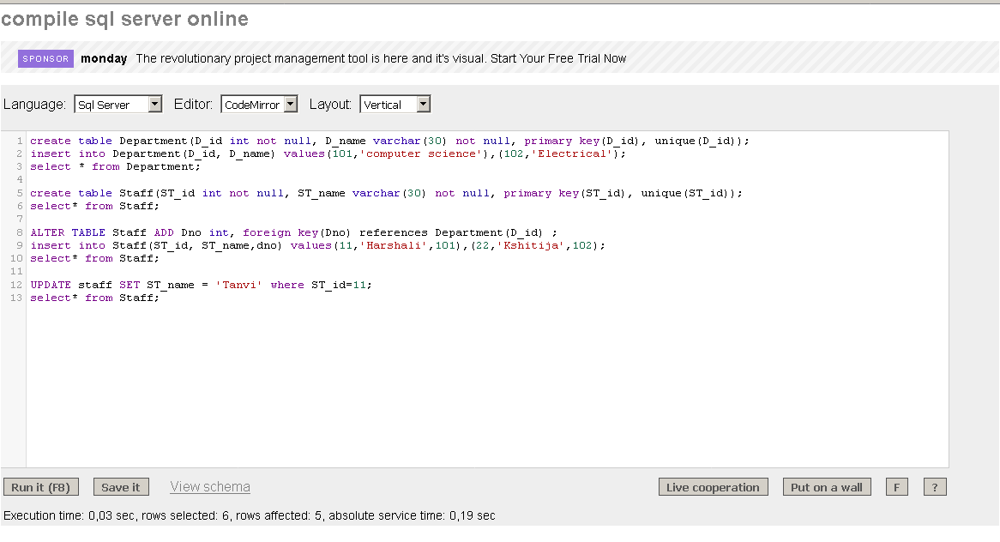 compile sql server online
SPONSOR monday The revolutionary project management tool is here and it's visual. Start Your Free Trial Now
Language: Sql Server Editor: CodeMirror Layout: Vertical
1 create table Department(D_id int not null, D_name varchar(30) not null, primary key(D_id), unique(D_id));
2 insert into Department(D_id, D_name) values(101,'computer science'),(102,'Electrical');
3 select * from Department;
4
5 create table Staff(ST_id int not null, ST_name varchar(30) not null, primary key(ST_id), unique(ST_id));
6 select* from Staff;
7
8 ALTER TABLE Staff ADD Dno int, foreign key(Dno) references Department(D_id) ;
9 insert into Staff(ST_id, ST_name,dno) values(11,'Harshali',101),(22,'Kshitija',102);
10 select* from Staff;
11
12 UPDATE staff SET ST_name = 'Tanvi' where ST_id=11;
13 select* from Staff;
Run it (F8) Save it View schema Live cooperation Put on a wall F ?
Execution time: 0,03 sec, rows selected: 6, rows affected: 5, absolute service time: 0,19 sec